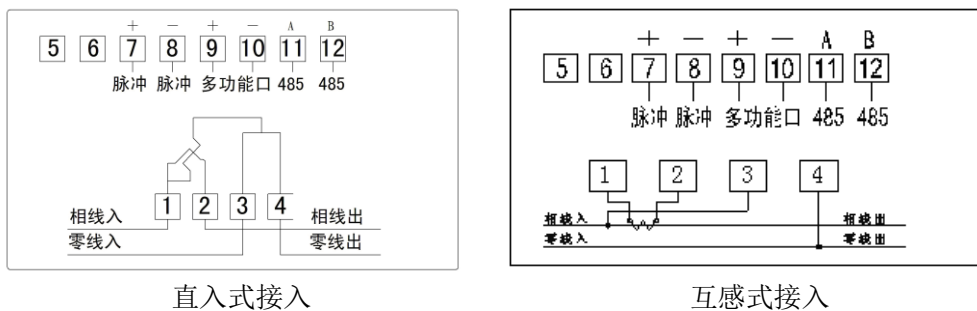 + − + − A B
5 6 7 8 9 10 11 12
脉冲 脉冲 多功能口 485 485
1 2 3 4
相线入 相线出
零线入 零线出
直入式接入
+ − + − A B
5 6 7 8 9 10 11 12
脉冲 脉冲 多功能口 485 485
1 2 3 4
相线入 相线出
零线入 零线出
互感式接入